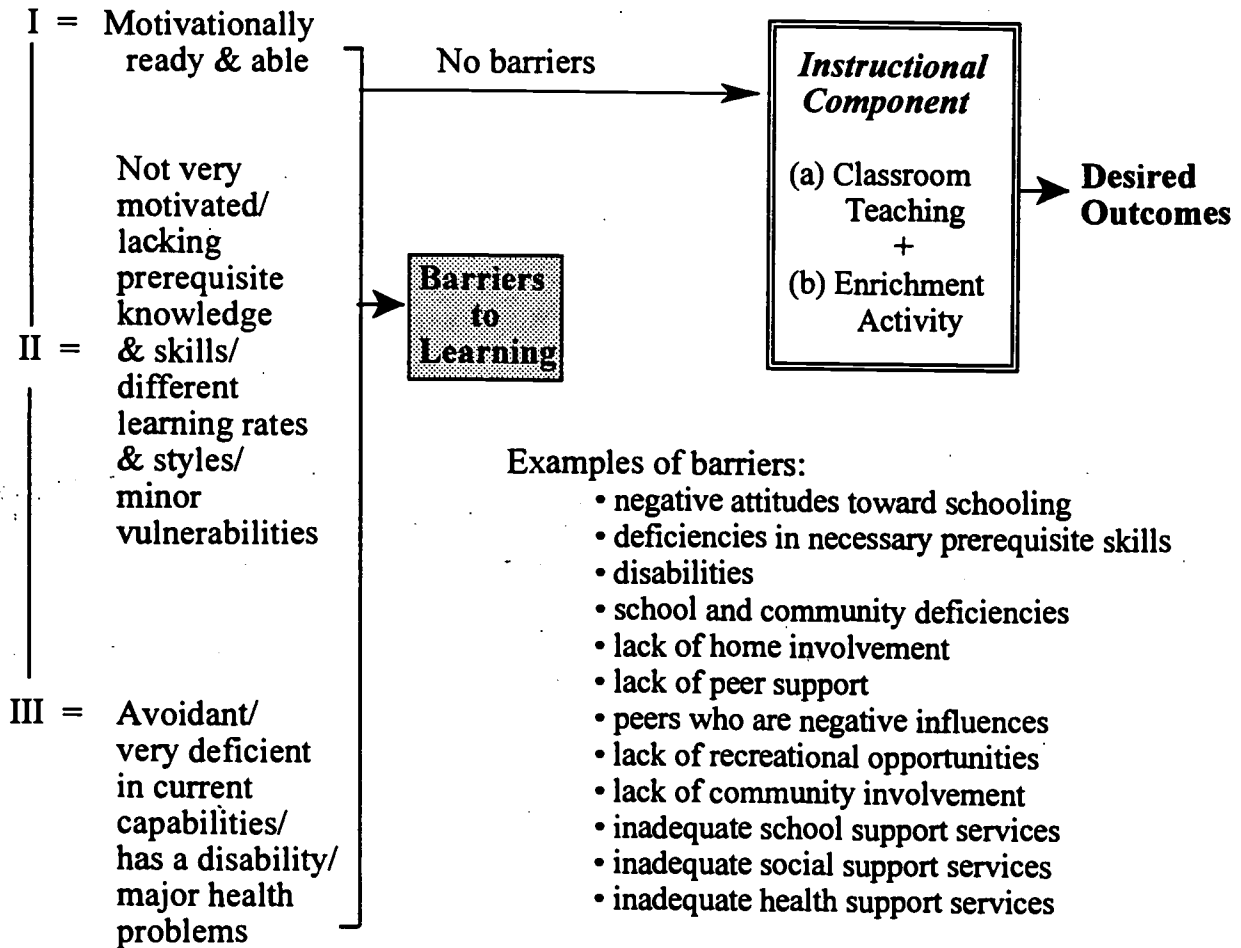 I = Motivationally
ready & able
No barriers
Instructional
Component
(a) Classroom
Teaching
+
(b) Enrichment
Activity
Desired
Outcomes
Not very
motivated/
lacking
prerequisite
knowledge
II = & skills/
different
learning rates
& styles/
minor
vulnerabilities
Barriers
to
Learning
Examples of barriers:
• negative attitudes toward schooling
• deficiencies in necessary prerequisite skills
• disabilities
• school and community deficiencies
• lack of home involvement
• lack of peer support
• peers who are negative influences
• lack of recreational opportunities
• lack of community involvement
• inadequate school support services
• inadequate social support services
• inadequate health support services
III = Avoidant/
very deficient
in current
capabilities/
has a disability/
major health
problems